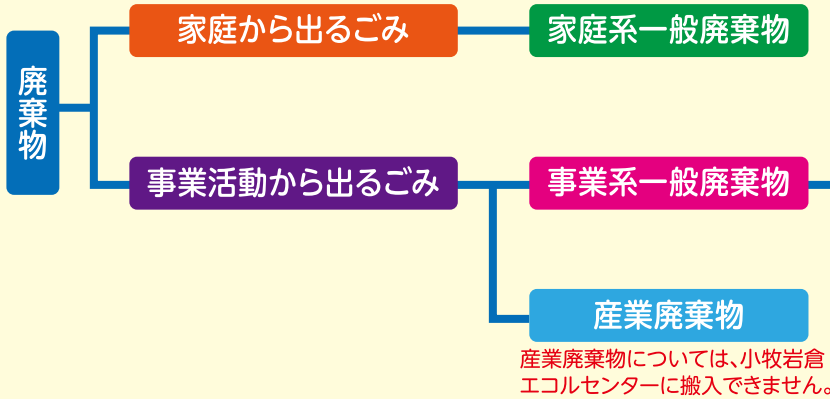 廃棄物
家庭から出るごみ
家庭系一般廃棄物
事業活動から出るごみ
事業系一般廃棄物
産業廃棄物
産業廃棄物については、小牧岩倉
エコルセンターに搬入できません。